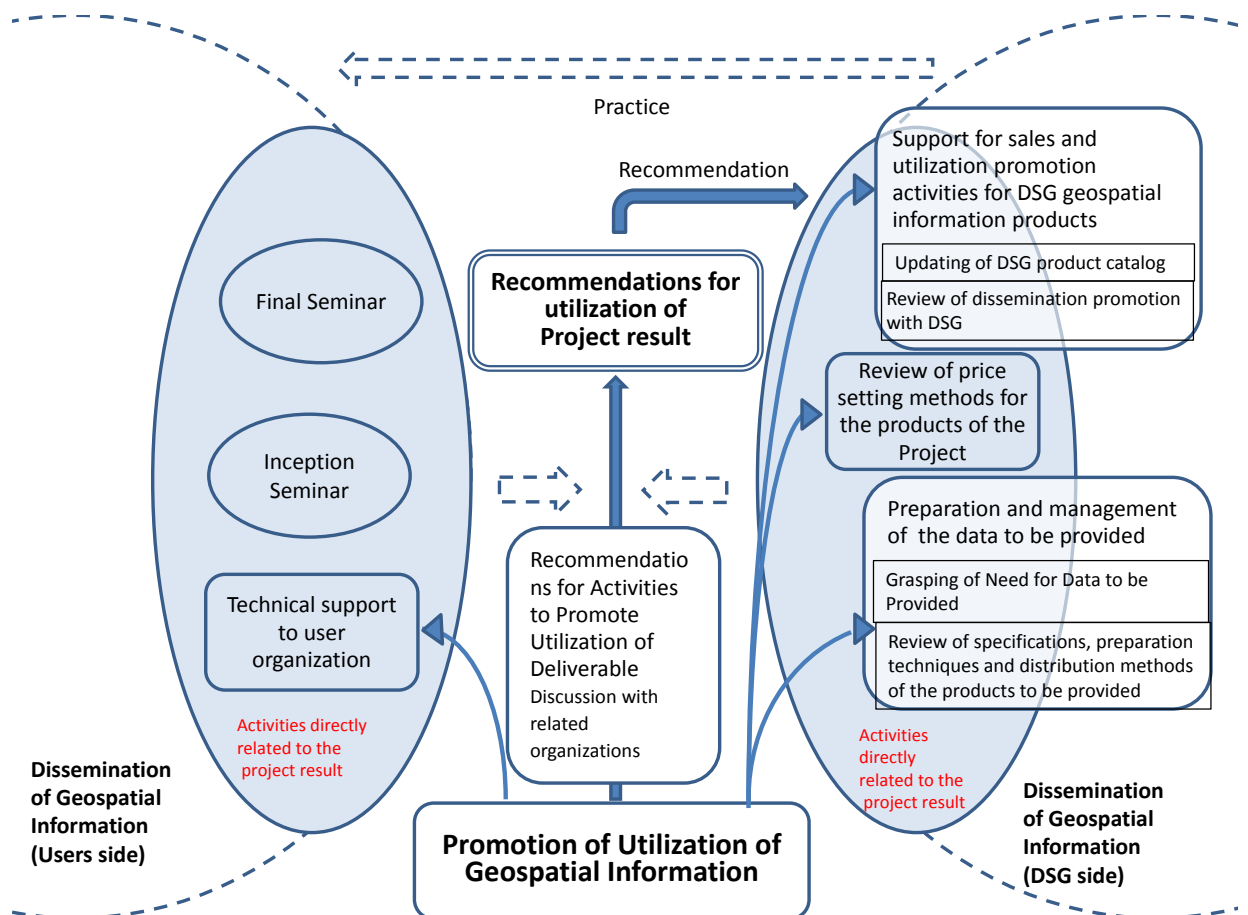 Practice
Recommendation
Support for sales and
utilization promotion
activities for DSG geospatial
information products
Updating of DSG product catalog
Review of dissemination promotion
with DSG
Final Seminar
Recommendations for
utilization of
Project result
Review of price
setting methods for
the products of the
Project
Inception
Seminar
Preparation and management
of the data to be provided
Grasping of Need for Data to be
Provided
Review of specifications, preparation
techniques and distribution methods
of the products to be provided
Technical support
to user
organization
Recommendatio
ns for Activities
to Promote
Utilization of
Deliverable
Discussion with
related
organizations
Activities directly
related to the
project result
Activities
directly
related to the
project result
Dissemination
of Geospatial
Information
(Users side)
Dissemination
of Geospatial
Information
(DSG side)
Promotion of Utilization of
Geospatial Information